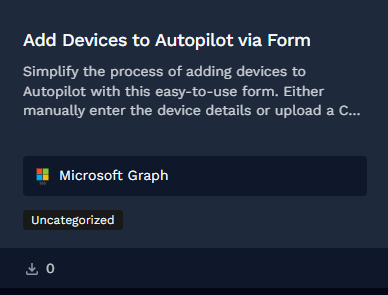 Add Devices to Autopilot via Form
Simplify the process of adding devices to
Autopilot with this easy-to-use form. Either
manually enter the device details or upload a C...
Microsoft Graph
Uncategorized
0